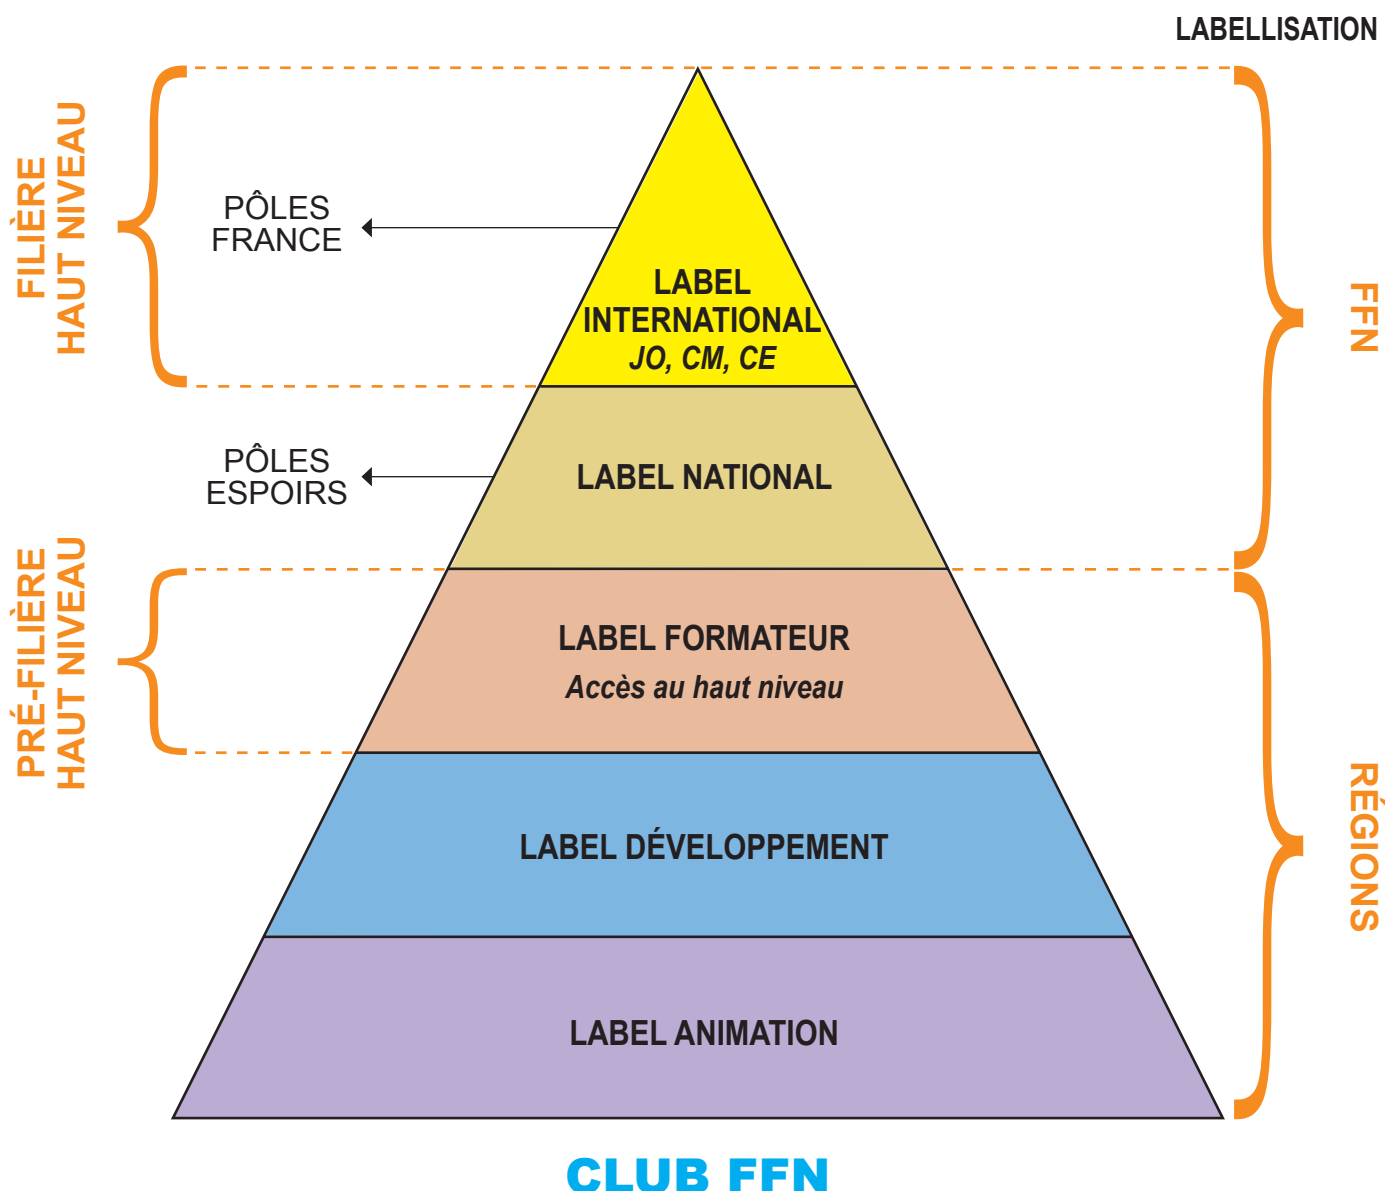 LABELLISATION
FILIÈRE
HAUT NIVEAU
PÔLES
FRANCE
LABEL
INTERNATIONAL
JO, CM, CE
FFN
PÔLES
ESPOIRS
LABEL NATIONAL
PRÉ-FILIÈRE
HAUT NIVEAU
LABEL FORMATEUR
Accès au haut niveau
LABEL DÉVELOPPEMENT
RÉGIONS
LABEL ANIMATION
CLUB FFN